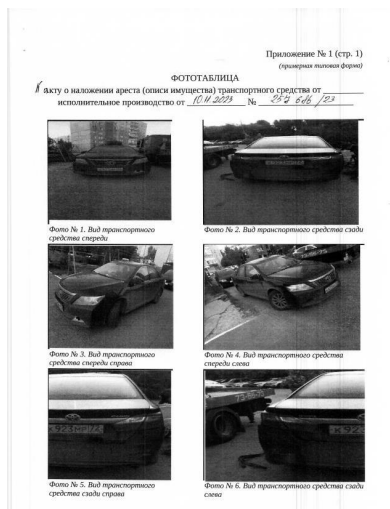 Приложение № 1 (стр. 1)
(примерная типовая форма)
ФОТОТАБЛИЦА
К акту о наложении ареста (описи имущества) транспортного средства от
исполнительное производство от 10.11.2023 № 257 686 /23
Фото № 1. Вид транспортного
средства спереди
Фото № 2. Вид транспортного средства сзади
Фото № 3. Вид транспортного
средства спереди справа
Фото № 4. Вид транспортного средства
спереди слева
Фото № 5. Вид транспортного
средства сзади справа
Фото № 6. Вид транспортного средства сзади
слева